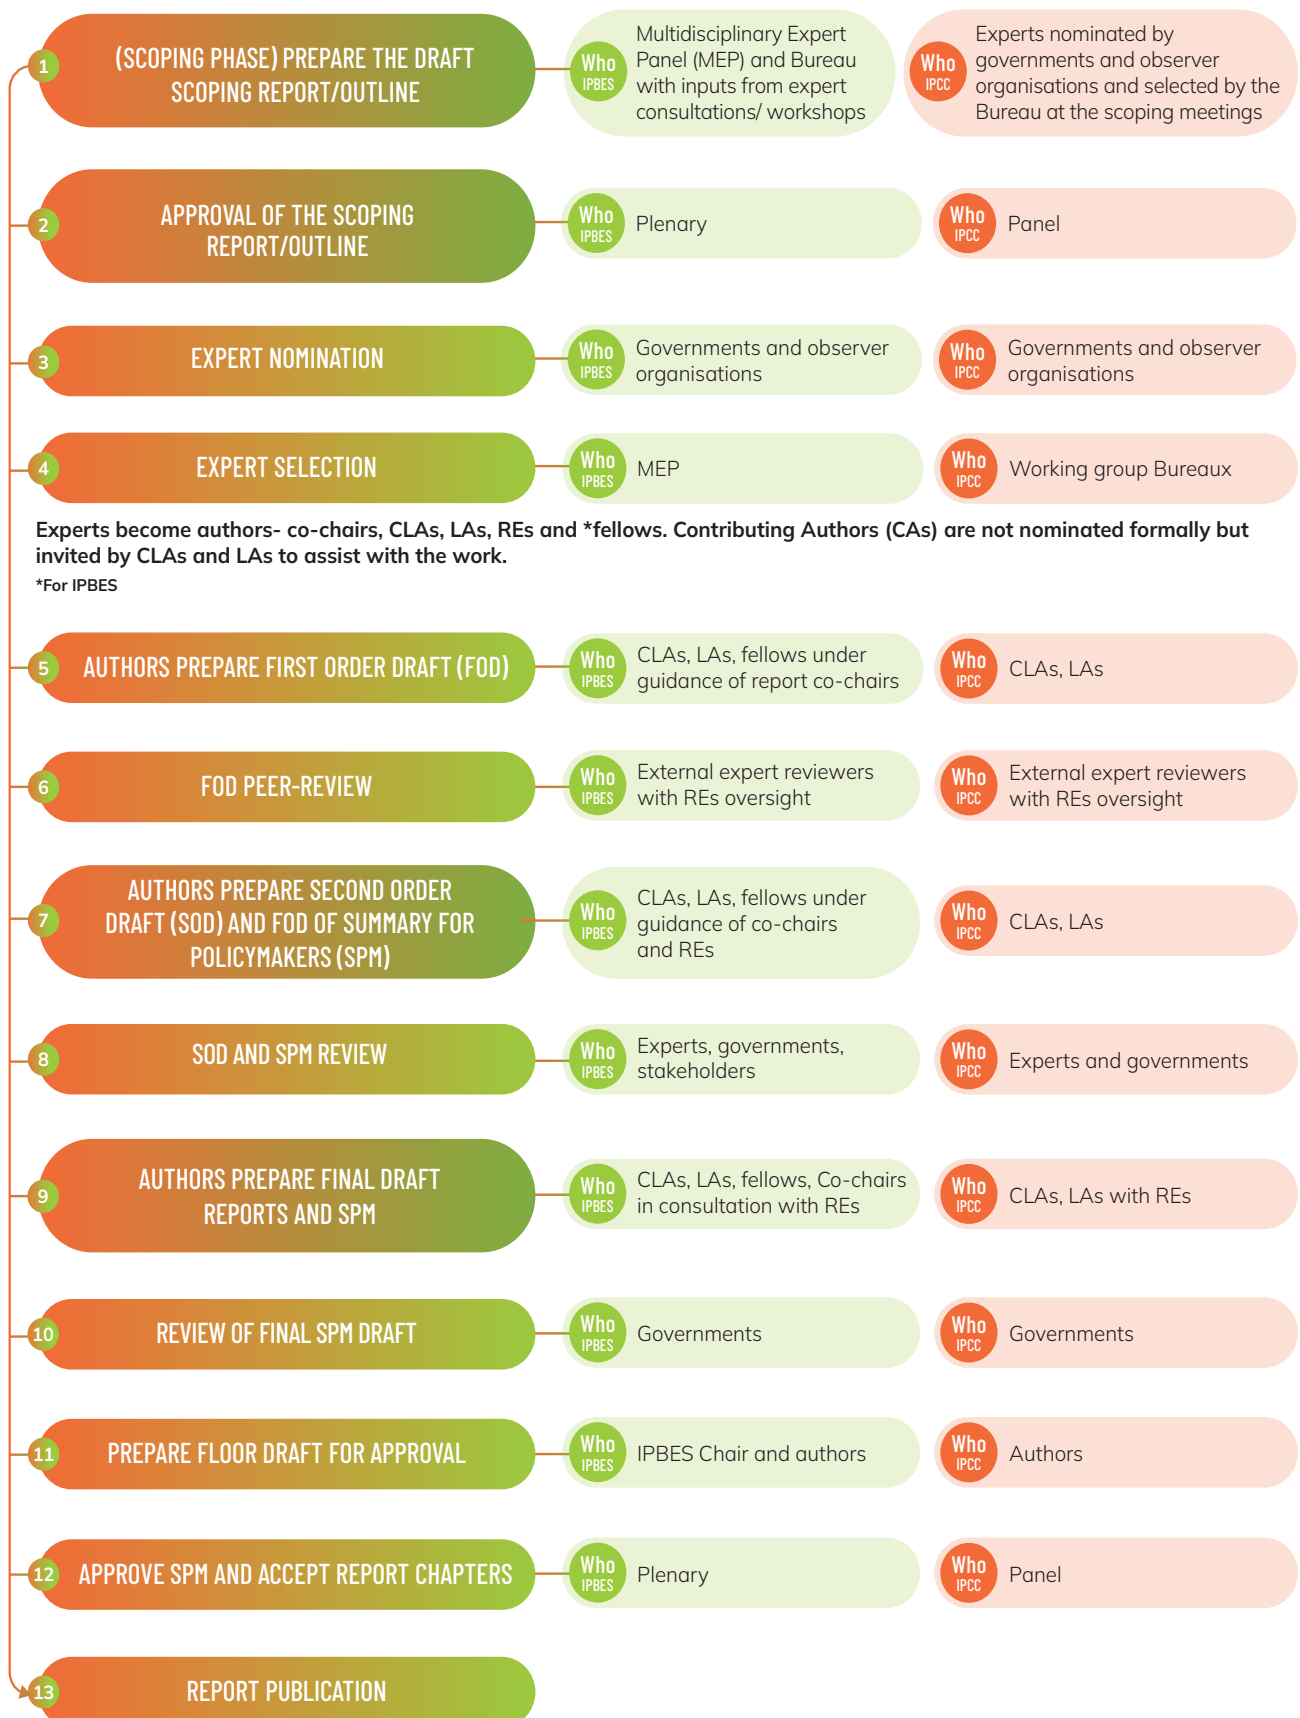 1
(SCOPING PHASE) PREPARE THE DRAFT
SCOPING REPORT/OUTLINE
Who
IPBES
Multidisciplinary Expert
Panel (MEP) and Bureau
with inputs from expert
consultations/ workshops
Who
IPCC
Experts nominated by
governments and observer
organisations and selected by the
Bureau at the scoping meetings
2
APPROVAL OF THE SCOPING
REPORT/OUTLINE
Who
IPBES
Plenary
Who
IPCC
Panel
3
EXPERT NOMINATION
Who
IPBES
Governments and observer
organisations
Who
IPCC
Governments and observer
organisations
4
EXPERT SELECTION
Who
IPBES
MEP
Who
IPCC
Working group Bureaux
Experts become authors- co-chairs, CLAs, LAs, REs and *fellows. Contributing Authors (CAs) are not nominated formally but
invited by CLAs and LAs to assist with the work.
*For IPBES
5
AUTHORS PREPARE FIRST ORDER DRAFT (FOD)
Who
IPBES
CLAs, LAs, fellows under
guidance of report co-chairs
Who
IPCC
CLAs, LAs
6
FOD PEER-REVIEW
Who
IPBES
External expert reviewers
with REs oversight
Who
IPCC
External expert reviewers
with REs oversight
7
AUTHORS PREPARE SECOND ORDER
DRAFT (SOD) AND FOD OF SUMMARY FOR
POLICYMAKERS (SPM)
Who
IPBES
CLAs, LAs, fellows under
guidance of co-chairs
and REs
Who
IPCC
CLAs, LAs
8
SOD AND SPM REVIEW
Who
IPBES
Experts, governments,
stakeholders
Who
IPCC
Experts and governments
9
AUTHORS PREPARE FINAL DRAFT
REPORTS AND SPM
Who
IPBES
CLAs, LAs, fellows, Co-chairs
in consultation with REs
Who
IPCC
CLAs, LAs with REs
10
REVIEW OF FINAL SPM DRAFT
Who
IPBES
Governments
Who
IPCC
Governments
11
PREPARE FLOOR DRAFT FOR APPROVAL
Who
IPBES
IPBES Chair and authors
Who
IPCC
Authors
12
APPROVE SPM AND ACCEPT REPORT CHAPTERS
Who
IPBES
Plenary
Who
IPCC
Panel
13
REPORT PUBLICATION